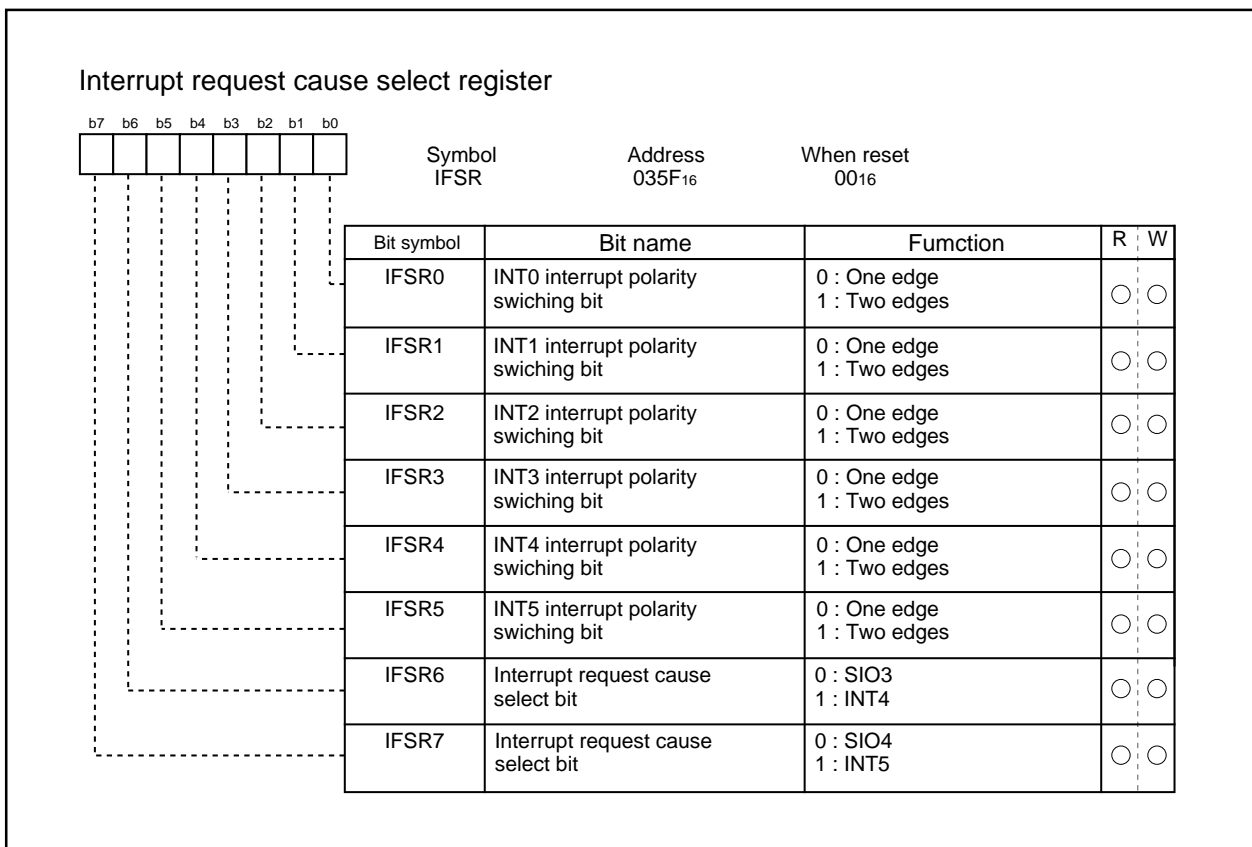 Interrupt request cause select register
b7 b6 b5 b4 b3 b2 b1 b0
Symbol Address When reset
IFSR 035F16 0016
Bit symbol Bit name Fumction R W
IFSR0 INT0 interrupt polarity 0 : One edge
swiching bit 1 : Two edges
IFSR1 INT1 interrupt polarity 0 : One edge
swiching bit 1 : Two edges
IFSR2 INT2 interrupt polarity 0 : One edge
swiching bit 1 : Two edges
IFSR3 INT3 interrupt polarity 0 : One edge
swiching bit 1 : Two edges
IFSR4 INT4 interrupt polarity 0 : One edge
swiching bit 1 : Two edges
IFSR5 INT5 interrupt polarity 0 : One edge
swiching bit 1 : Two edges
IFSR6 Interrupt request cause 0 : SIO3
select bit 1 : INT4
IFSR7 Interrupt request cause 0 : SIO4
select bit 1 : INT5